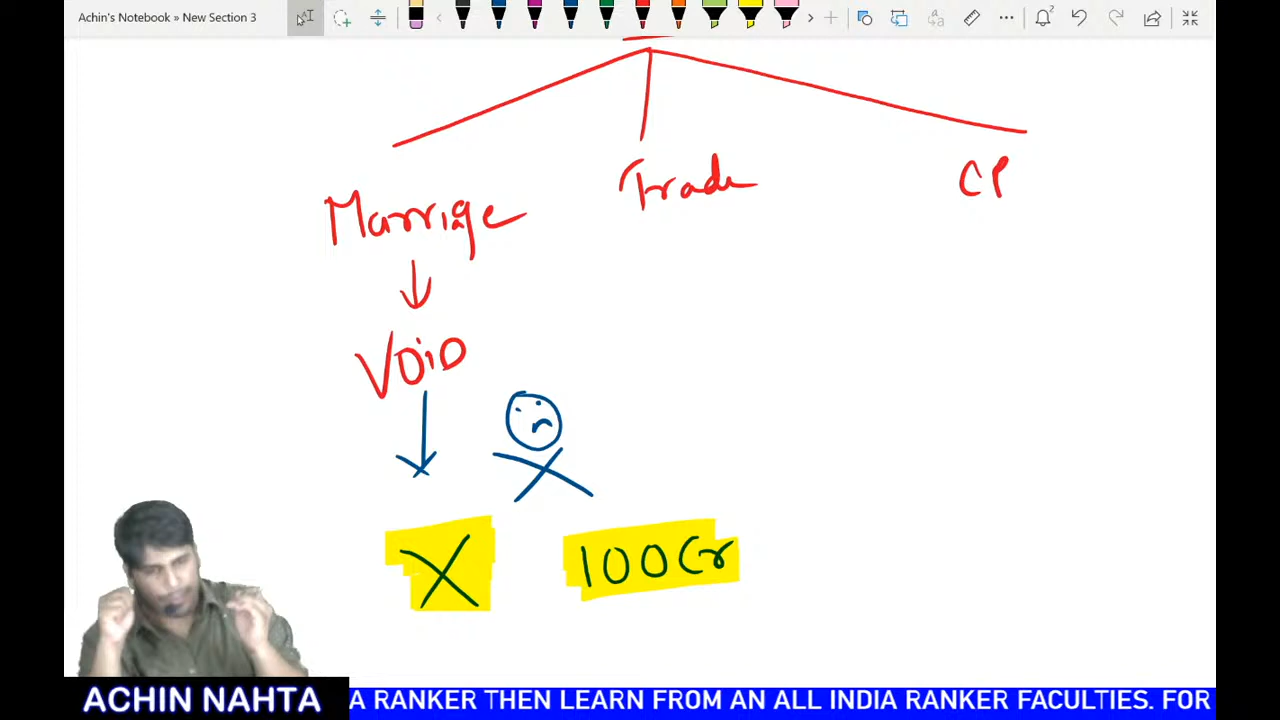 Achin's Notebook » New Section 3
Marrige
Trade
CP
Void
X
100Cr
ACHIN NAHTA
A RANKER THEN LEARN FROM AN ALL INDIA RANKER FACULTIES. FOR